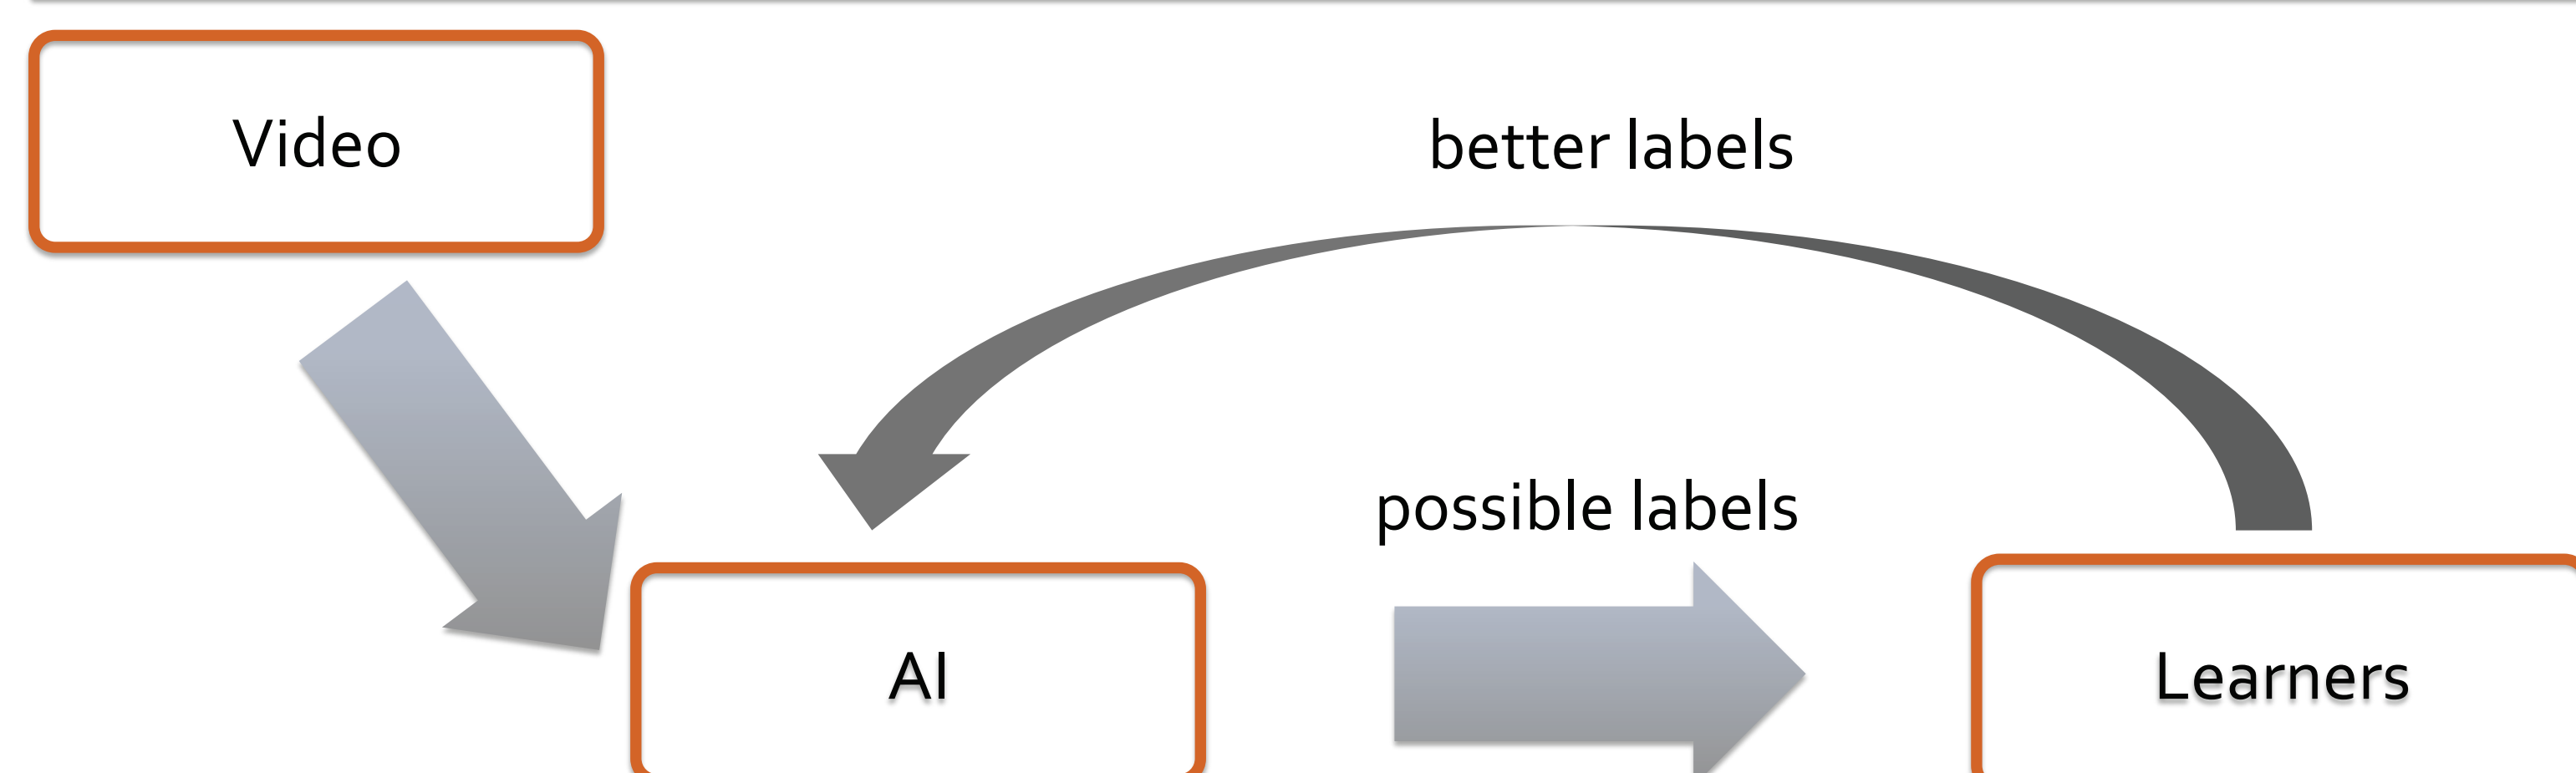 Video
better labels
possible labels
AI
Learners